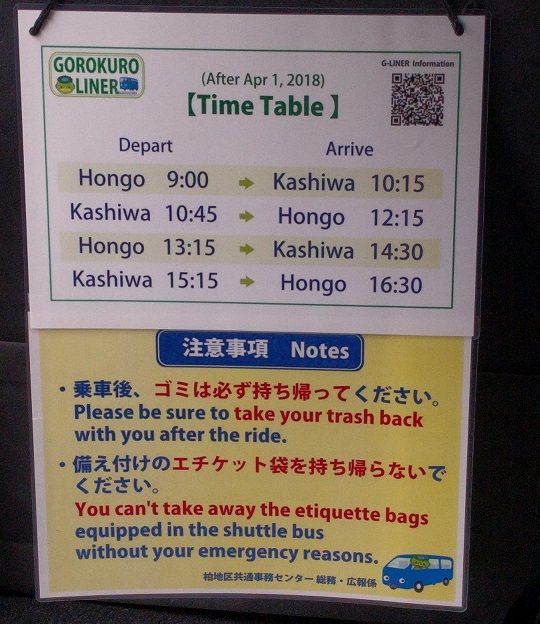 GOROKURO
LINER
G-LINER Information
(After Apr 1, 2018)
【Time Table】
Depart Arrive
Hongo 9:00 → Kashiwa 10:15
Kashiwa 10:45 → Hongo 12:15
Hongo 13:15 → Kashiwa 14:30
Kashiwa 15:15 → Hongo 16:30
注意事項 Notes
・乗車後、ゴミは必ず持ち帰ってください。
Please be sure to take your trash back
with you after the ride.
・備え付けのエチケット袋を持ち帰らないで
ください。
You can't take away the etiquette bags
equipped in the shuttle bus
without your emergency reasons.
柏地区共通事務センター 総務・広報係